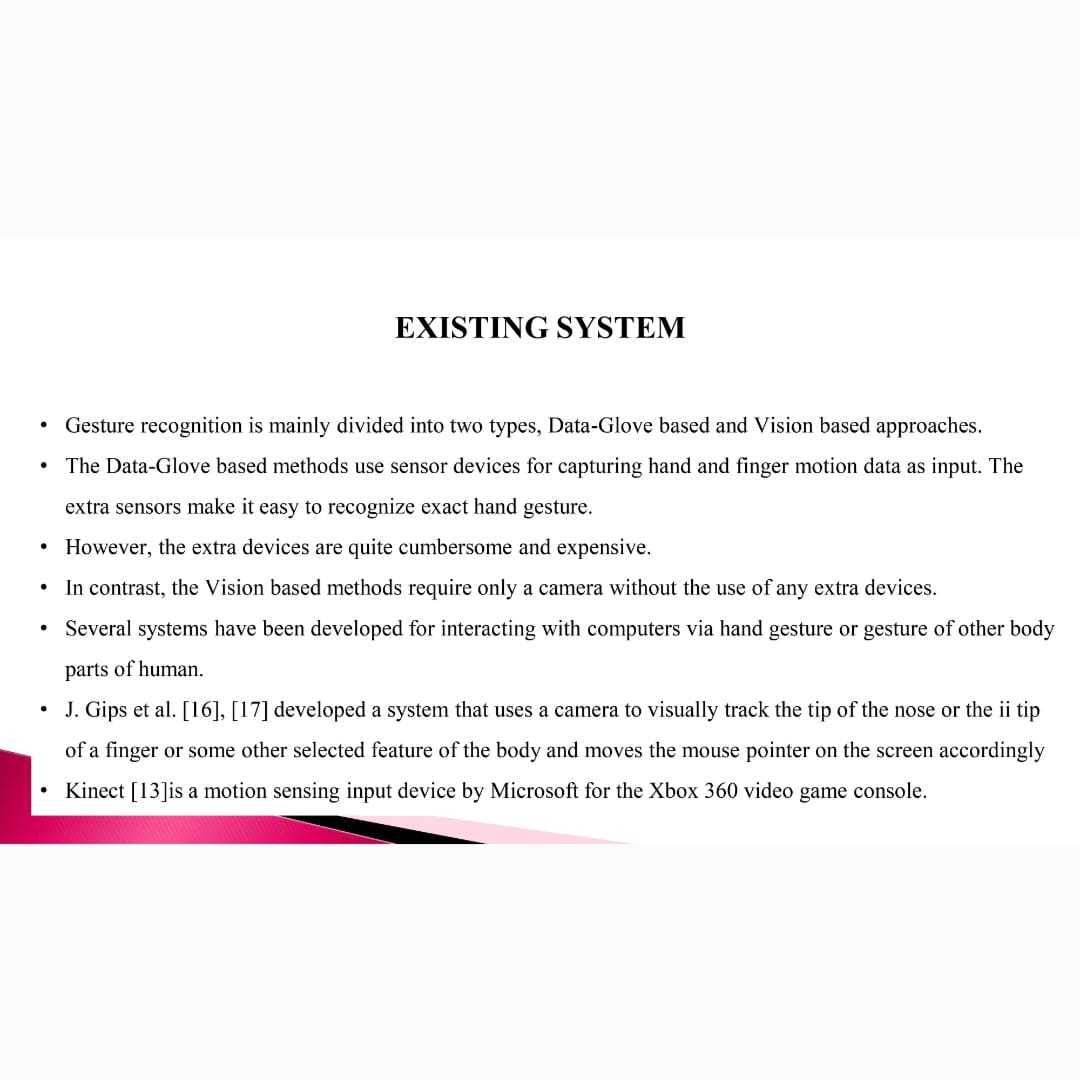 EXISTING SYSTEM
• Gesture recognition is mainly divided into two types, Data-Glove based and Vision based approaches.
• The Data-Glove based methods use sensor devices for capturing hand and finger motion data as input. The
extra sensors make it easy to recognize exact hand gesture.
• However, the extra devices are quite cumbersome and expensive.
• In contrast, the Vision based methods require only a camera without the use of any extra devices.
• Several systems have been developed for interacting with computers via hand gesture or gesture of other body
parts of human.
• J. Gips et al. [16], [17] developed a system that uses a camera to visually track the tip of the nose or the ii tip
of a finger or some other selected feature of the body and moves the mouse pointer on the screen accordingly
• Kinect [13]is a motion sensing input device by Microsoft for the Xbox 360 video game console.